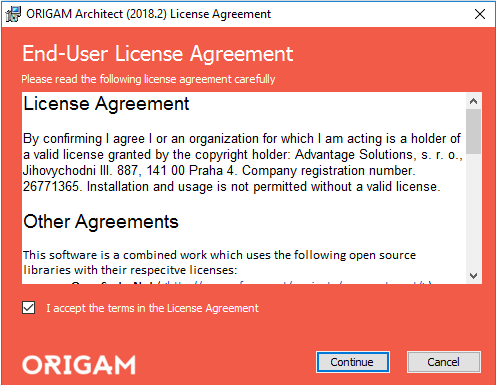 ORIGAM Architect (2018.2) License Agreement
End-User License Agreement
Please read the following license agreement carefully
License Agreement
By confirming I agree I or an organization for which I am acting is a holder of
a valid license granted by the copyright holder: Advantage Solutions, s. r. o.,
Jihovychodni III. 887, 141 00 Praha 4. Company registration number.
26771365. Installation and usage is not permitted without a valid license.
Other Agreements
This software is a combined work which uses the following open source
libraries with their respecitve licenses:
I accept the terms in the License Agreement
ORIGAM
Continue
Cancel